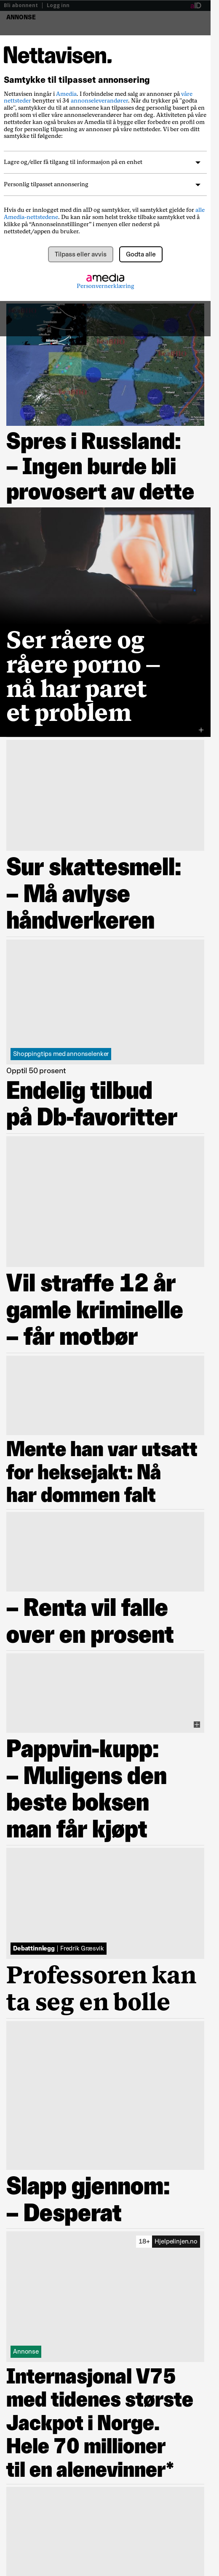 Bli abonnent | Logg inn
ANNONSE
Nettavisen.
Samtykke til tilpasset annonsering
Nettavisen inngår i Amedia. I forbindelse med salg av annonser på våre
nettsteder benytter vi 34 annonseleverandører. Når du trykker på "godta
alle", samtykker du til at annonsene kan tilpasses deg personlig basert på din
profil som vi og/eller våre annonseleverandører har om deg. Aktiviteten på våre
nettsteder kan også brukes av Amedia til å bygge eller forbedre en profil om
deg for personlig tilpasning av annonser på våre nettsteder. Vi ber om ditt
samtykke til følgende:
Lagre og/eller få tilgang til informasjon på en enhet
Personlig tilpasset annonsering
Hvis du er innlogget med din aID og gir samtykke, vil samtykket gjelde for alle
Amedia-nettstedene. Du kan når som helst trekke tilbake samtykket ved å
klikke på "Annonseinnstillinger" i menyen eller nederst på
nettstedet/appen du bruker.
Tilpass eller avvis
Godta alle
amedia
Personvernerklæring
Spres i Russland:
– Ingen burde bli
provosert av dette
Ser råere og
råere porno –
nå har paret
et problem
+
Sur skattesmell:
– Må avlyse
håndverkeren
Shoppingtips med annonselenker
Opptil 50 prosent
Endelig tilbud
på Db-favoritter
Vil straffe 12 år
gamle kriminelle
– får motbør
Mente han var utsatt
for heksejakt: Nå
har dommen falt
– Renta vil falle
over en prosent
+
Pappvin-kupp:
– Muligens den
beste boksen
man får kjøpt
Debattinnlegg | Fredrik Græsvik
Professoren kan
ta seg en bolle
Slapp gjennom:
– Desperat
18+ Hjelpelinjen.no
Annonse
Internasjonal V75
med tidenes største
Jackpot i Norge.
Hele 70 millioner
til en alenevinner*